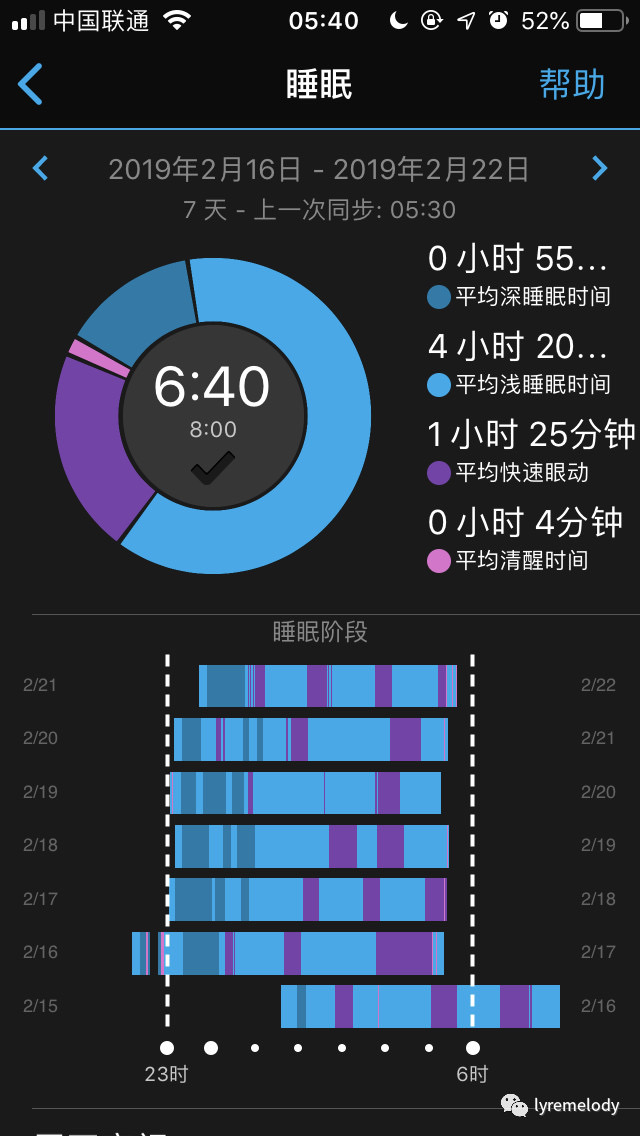 中国联通 05:40 52%
睡眠 帮助
2019年2月16日 - 2019年2月22日
7 天 - 上一次同步: 05:30
0 小时 55...
平均深睡眠时间
4 小时 20...
平均浅睡眠时间
1 小时 25分钟
平均快速眼动
0 小时 4分钟
平均清醒时间
6:40
8:00
睡眠阶段
2/21 2/22
2/20 2/21
2/19 2/20
2/18 2/19
2/17 2/18
2/16 2/17
2/15 2/16
23时 6时
lyremelody